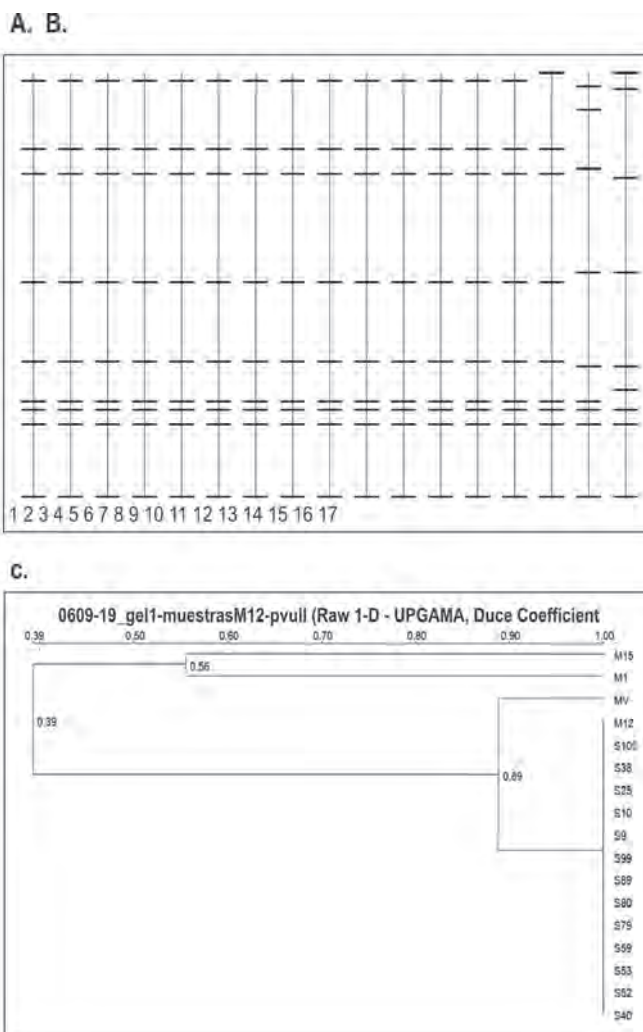 A. B.
1 2 3 4 5 6 7 8 9 10 11 12 13 14 15 16 17
C.
0609-19_gel1-muestrasM12-pvuII (Raw 1-D - UPGAMA, Duce Coefficient
0.39 0.50 0.60 0.70 0.80 0.90 1.00
M15
0.56
M1
MV
0.39
M12
S105
S38
0.89
S25
S10
S9
S99
S89
S80
S79
S59
S53
S52
S40